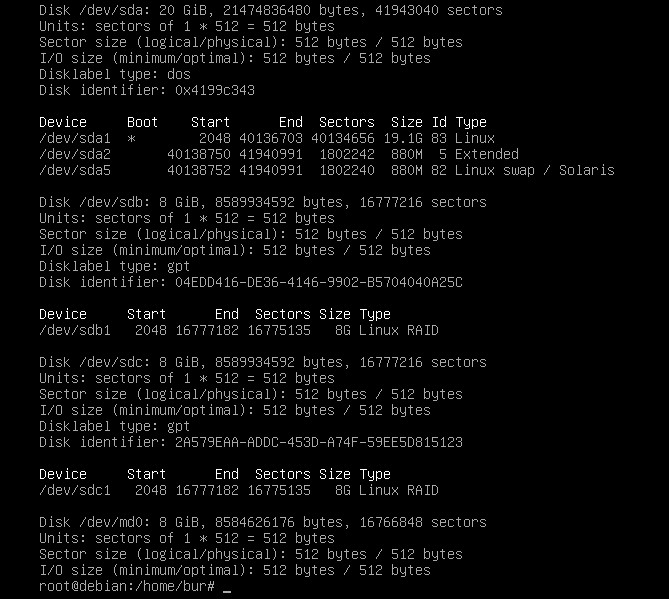 Disk /dev/sda: 20 GiB, 21474836480 bytes, 41943040 sectors
Units: sectors of 1 * 512 = 512 bytes
Sector size (logical/physical): 512 bytes / 512 bytes
I/O size (minimum/optimal): 512 bytes / 512 bytes
Disklabel type: dos
Disk identifier: 0x4199c343
Device     Boot    Start      End  Sectors  Size Id Type
/dev/sda1  *        2048 40136703 40134656 19.1G 83 Linux
/dev/sda2       40138750 41940991  1802242  880M  5 Extended
/dev/sda5       40138752 41940991  1802240  880M 82 Linux swap / Solaris
Disk /dev/sdb: 8 GiB, 8589934592 bytes, 16777216 sectors
Units: sectors of 1 * 512 = 512 bytes
Sector size (logical/physical): 512 bytes / 512 bytes
I/O size (minimum/optimal): 512 bytes / 512 bytes
Disklabel type: gpt
Disk identifier: 04EDD416-DE36-4146-9902-B5704040A25C
Device     Start      End  Sectors Size Type
/dev/sdb1   2048 16777182 16775135   8G Linux RAID
Disk /dev/sdc: 8 GiB, 8589934592 bytes, 16777216 sectors
Units: sectors of 1 * 512 = 512 bytes
Sector size (logical/physical): 512 bytes / 512 bytes
I/O size (minimum/optimal): 512 bytes / 512 bytes
Disklabel type: gpt
Disk identifier: 2A579EAA-ADDC-453D-A74F-59EE5D815123
Device     Start      End  Sectors Size Type
/dev/sdc1   2048 16777182 16775135   8G Linux RAID
Disk /dev/md0: 8 GiB, 8584626176 bytes, 16766848 sectors
Units: sectors of 1 * 512 = 512 bytes
Sector size (logical/physical): 512 bytes / 512 bytes
I/O size (minimum/optimal): 512 bytes / 512 bytes
root@debian:/home/bur# _